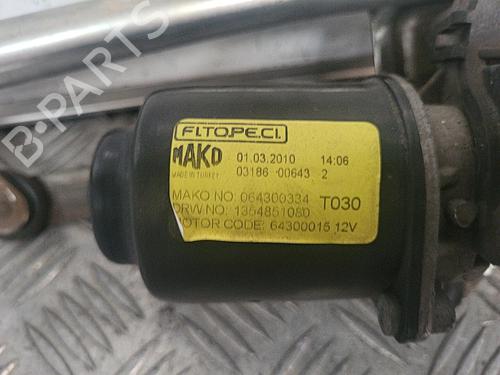 B-PARTS
F.I.TO.PE.C.I.
MAKO 01.03.2010 14:06
MADE IN TURKEY 03186 -00643 2
MAKO NO: 064300334 T030
DRW NO: 1354851080
MOTOR CODE: 64300015 12V